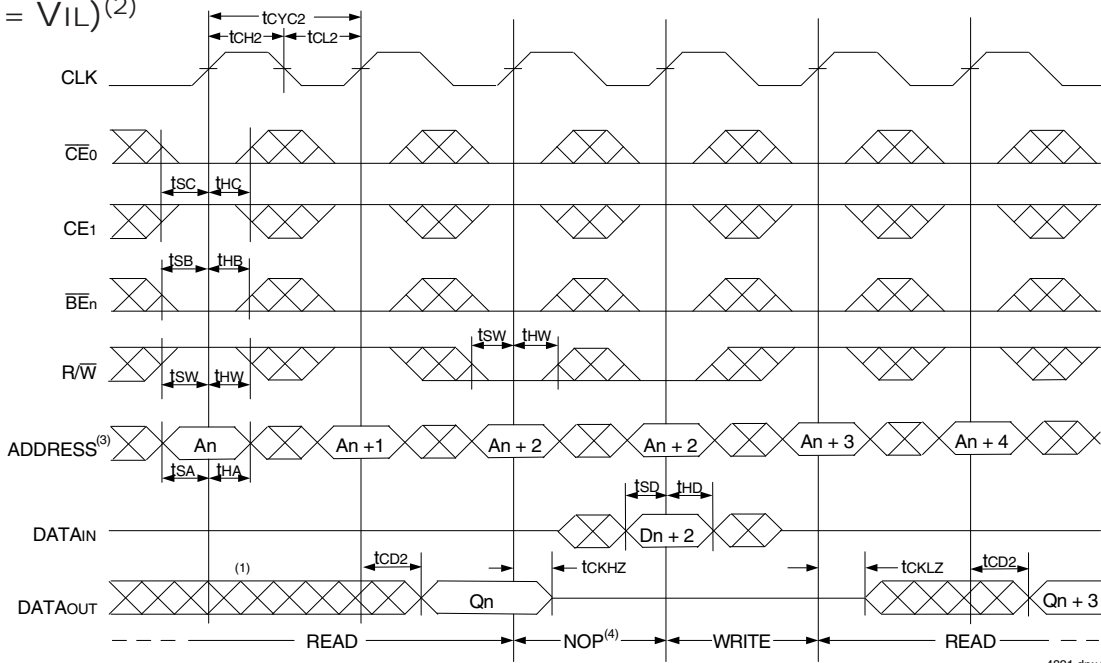 = VIL)(2)
tCYC2
tCH2 tCL2
CLK
CE0
tSC tHC
CE1
tSB tHB
BEn
tSW tHW
R/W
tSW tHW
ADDRESS(3) An An +1 An + 2 An + 2 An + 3 An + 4
tSA tHA
tSD tHD
DATAIN Dn + 2
(1) tCD2 tCKHZ tCKLZ tCD2
DATAOUT Qn Qn + 3
READ NOP(4) WRITE READ